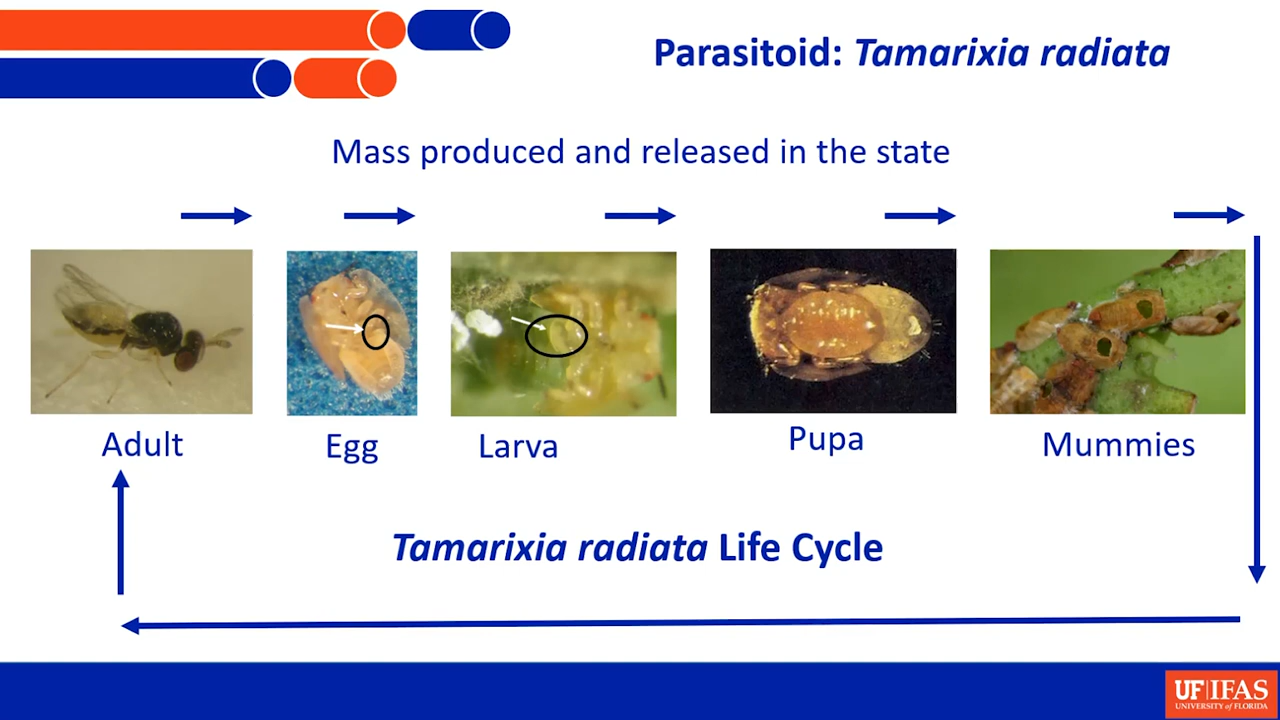 Parasitoid: Tamarixia radiata
Mass produced and released in the state
Adult
Egg
Larva
Pupa
Mummies
Tamarixia radiata Life Cycle
UF|IFAS
UNIVERSITY of FLORIDA